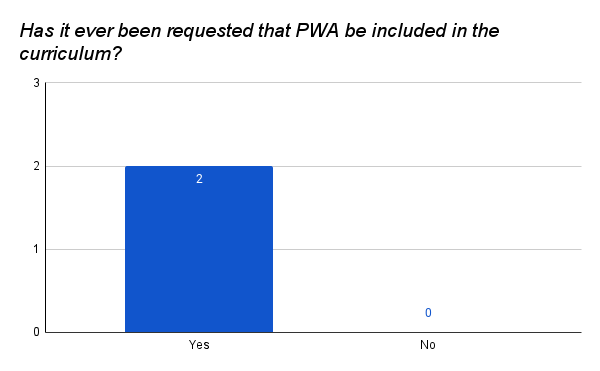 Has it ever been requested that PWA be included in the
curriculum?
3
2
1
0
2
0
Yes
No